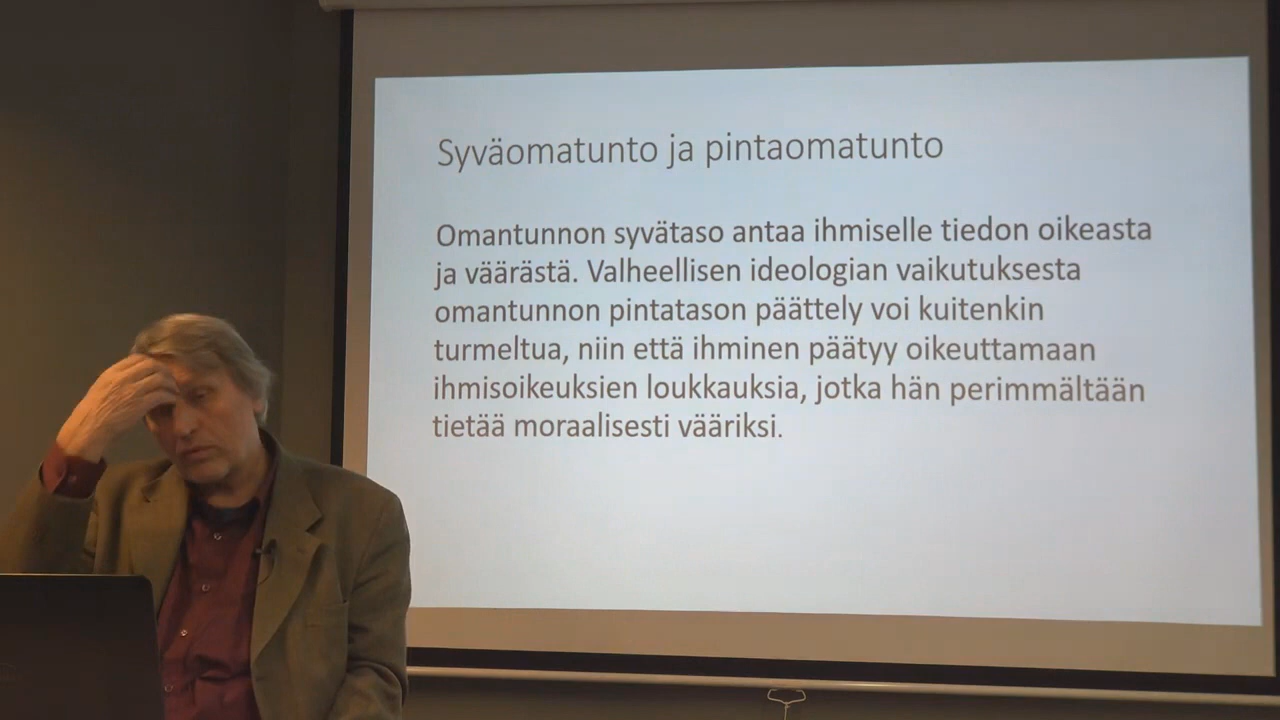 Syväomatunto ja pintaomatunto
Omantunnon syvätaso antaa ihmiselle tiedon oikeasta
ja väärästä. Valheellisen ideologian vaikutuksesta
omantunnon pintatason päättely voi kuitenkin
turmeltua, niin että ihminen päätyy oikeuttamaan
ihmisoikeuksien loukkauksia, jotka hän perimmältään
tietää moraalisesti vääriksi.